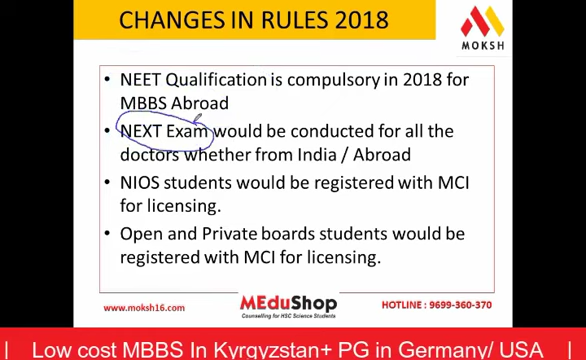 CHANGES IN RULES 2018
MOKSH
• NEET Qualification is compulsory in 2018 for
MBBS Abroad
• NEXT Exam would be conducted for all the
doctors whether from India / Abroad
• NIOS students would be registered with MCI
for licensing.
• Open and Private boards students would be
registered with MCI for licensing.
www.moksh16.com
MEduShop
Counselling for HSC Science Students
HOTLINE : 9699-360-370
| Low cost MBBS In Kyrgyzstan+ PG in Germany/ USA |